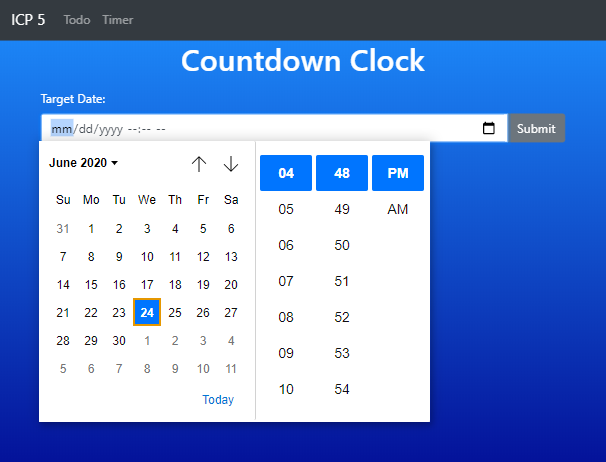 ICP 5 Todo Timer
Countdown Clock
Target Date:
mm/dd/yyyy --:-- --
Submit
June 2020
Su Mo Tu We Th Fr Sa
31 1 2 3 4 5 6
7 8 9 10 11 12 13
14 15 16 17 18 19 20
21 22 23 24 25 26 27
28 29 30 1 2 3 4
5 6 7 8 9 10 11
Today
04 48 PM
05 49 AM
06 50
07 51
08 52
09 53
10 54